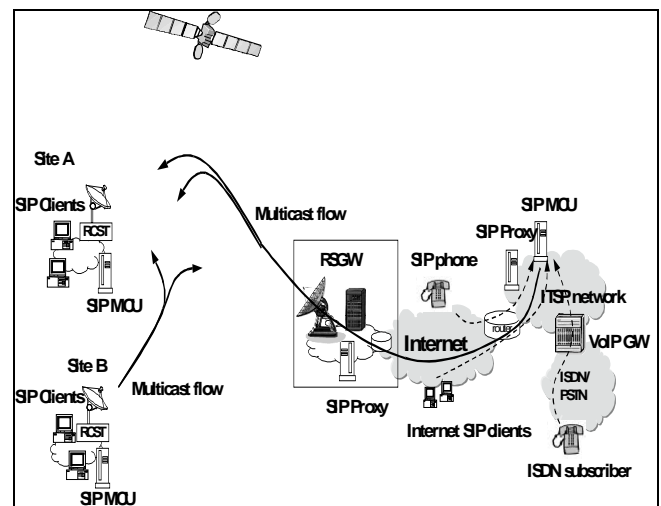 Site A
SIP Clients
RCST
SIP MCU
Site B
SIP Clients
RCST
SIP MCU
Multicast flow
Multicast flow
RSGW
SIP Proxy
SIP phone
Internet
Internet SIP clients
router
SIP MCU
SIP Proxy
ITSP network
VoIP GW
ISDN/
PSTN
ISDN subscriber